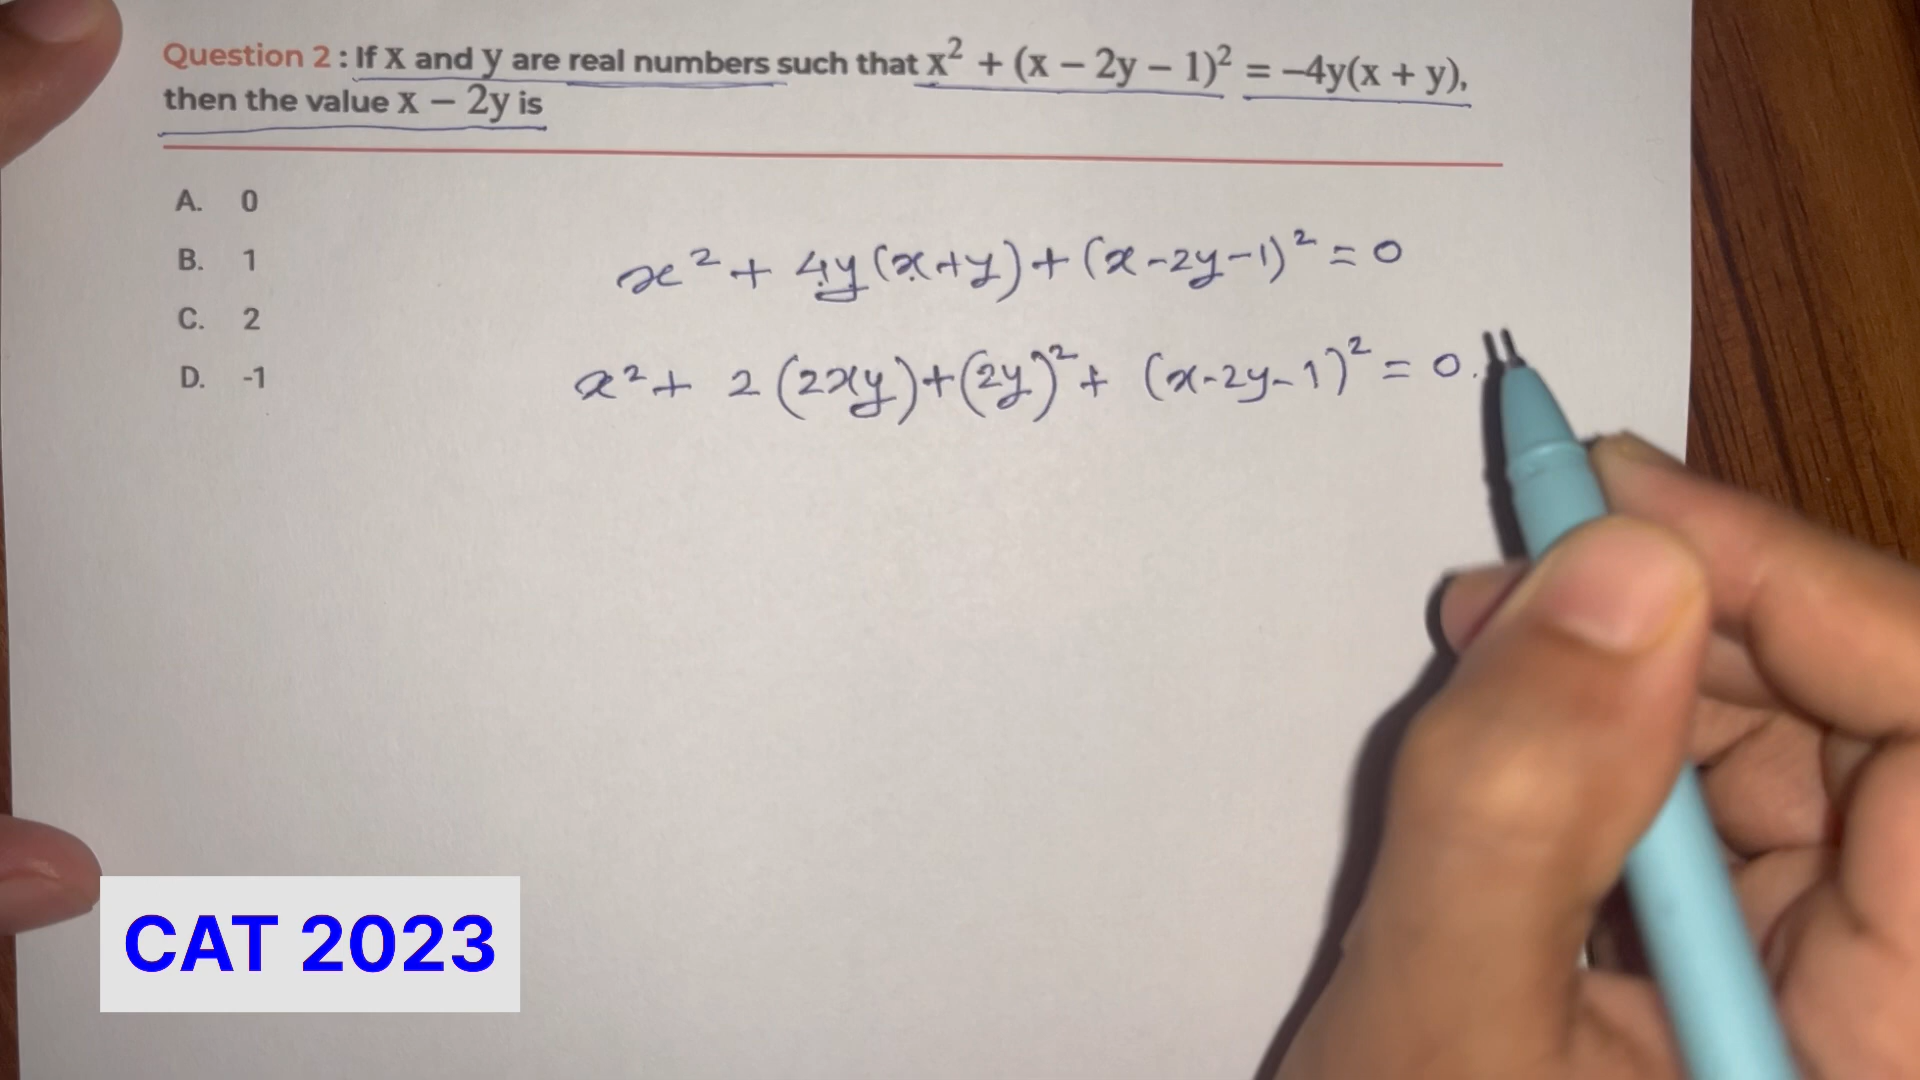 Question 2 : If x and y are real numbers such that x² + (x − 2y − 1)² = −4y(x + y),
then the value x − 2y is
A. 0
B. 1
C. 2
D. -1
x² + 4y(x+y) + (x-2y-1)² = 0
x² + 2(2xy) + (2y)² + (x-2y-1)² = 0.
CAT 2023